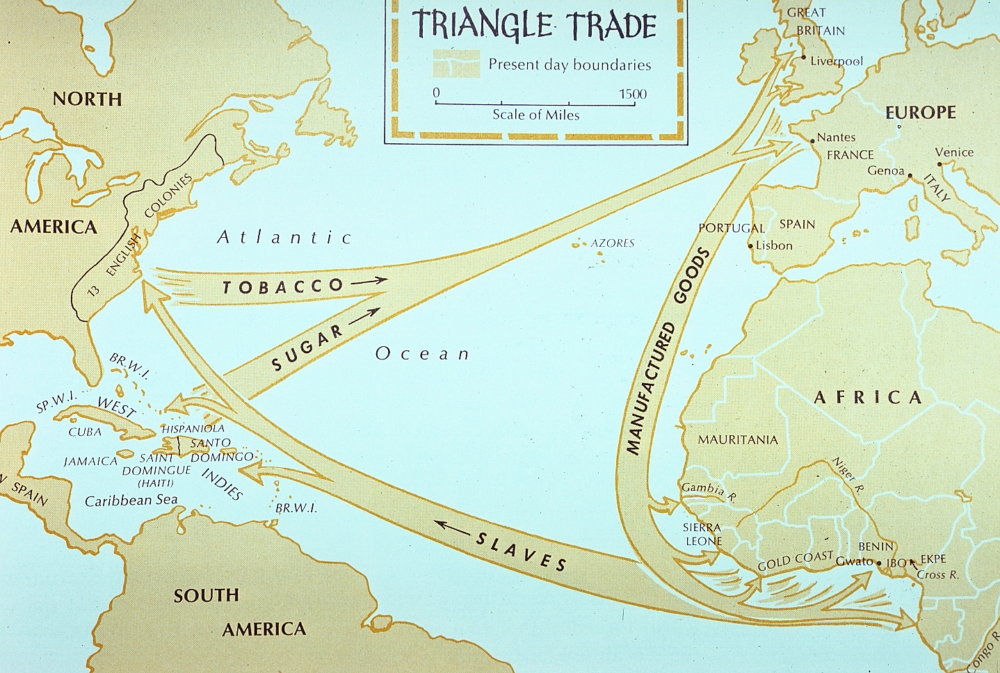 TRIANGLE TRADE
Present day boundaries
0 1500
Scale of Miles
GREAT
BRITAIN
Liverpool
NORTH
AMERICA
EUROPE
Nantes
FRANCE
Venice
Genoa
ITALY
13 ENGLISH COLONIES
Atlantic
Ocean
AZORES
PORTUGAL
SPAIN
Lisbon
TOBACCO
SUGAR
MANUFACTURED GOODS
BR.W.I.
SP.W.I.
WEST
INDIES
CUBA
HISPANIOLA
SANTO
DOMINGO
JAMAICA
SAINT
DOMINGUE
(HAITI)
SPAIN
Caribbean Sea
BR.W.I.
AFRICA
MAURITANIA
Niger R.
Gambia R.
SIERRA
LEONE
SLAVES
BENIN
GOLD COAST
Gwato
IBO
EKPE
Cross R.
SOUTH
AMERICA
Congo R.